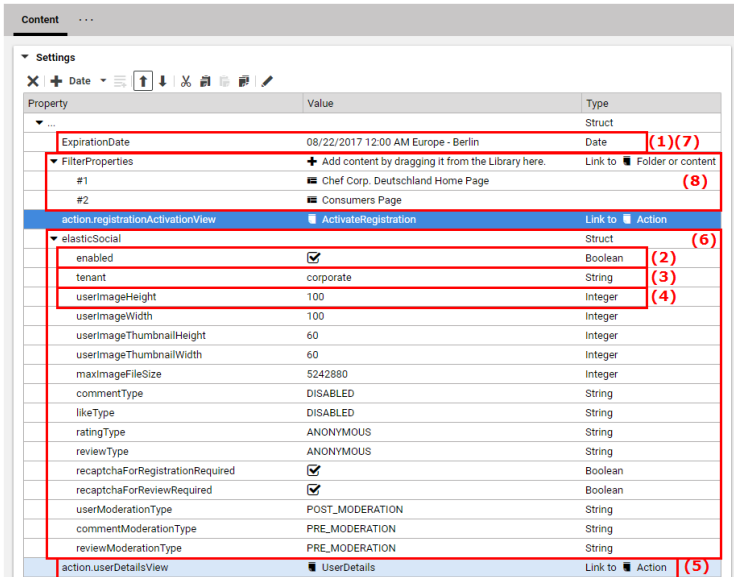 Content ...
Settings
Date
Property Value Type
... Struct
ExpirationDate 08/22/2017 12:00 AM Europe - Berlin Date (1)(7)
FilterProperties Add content by dragging it from the Library here. Link to Folder or content
#1 Chef Corp. Deutschland Home Page (8)
#2 Consumers Page
action.registrationActivationView ActivateRegistration Link to Action
elasticSocial Struct (6)
enabled Boolean (2)
tenant corporate String (3)
userImageHeight 100 Integer (4)
userImageWidth 100 Integer
userImageThumbnailHeight 60 Integer
userImageThumbnailWidth 60 Integer
maxImageFileSize 5242880 Integer
commentType DISABLED String
likeType DISABLED String
ratingType ANONYMOUS String
reviewType ANONYMOUS String
recaptchaForRegistrationRequired Boolean
recaptchaForReviewRequired Boolean
userModerationType POST_MODERATION String
commentModerationType PRE_MODERATION String
reviewModerationType PRE_MODERATION String
action.userDetailsView UserDetails Link to Action (5)